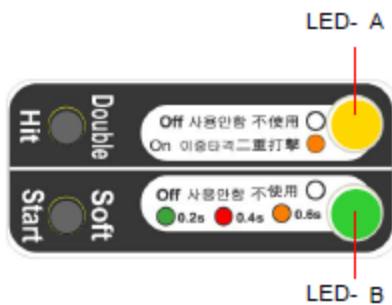 LED- A
Double
Hit
Off 사용안함 不使用
On 이중타격 二重打擊
Soft
Start
Off 사용안함 不使用
0.2s 0.4s 0.6s
LED- B